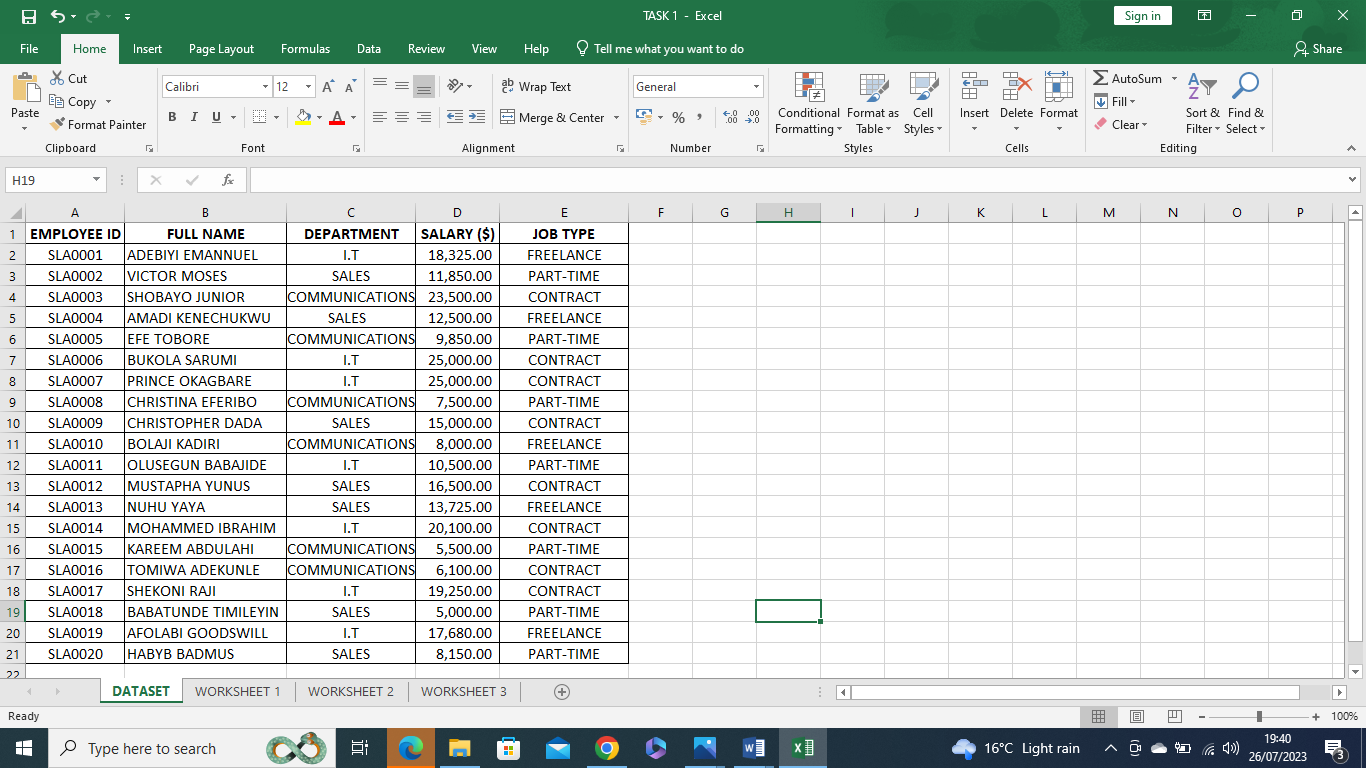 TASK 1 - Excel
Sign in
File Home Insert Page Layout Formulas Data Review View Help Tell me what you want to do Share
Paste
Cut
Copy
Format Painter
Clipboard
Calibri 12
B I U A A A
Font
Wrap Text
Merge & Center
Alignment
General
% , .0 .00 .00 .0
Number
Conditional Formatting
Format as Table
Cell Styles
Styles
Insert Delete Format
Cells
AutoSum
Fill
Clear
Sort & Filter
Find & Select
Editing
H19 fx
A B C D E F G H I J K L M N O P
1 EMPLOYEE ID FULL NAME DEPARTMENT SALARY ($) JOB TYPE
2 SLA0001 ADEBIYI EMANNUEL I.T 18,325.00 FREELANCE
3 SLA0002 VICTOR MOSES SALES 11,850.00 PART-TIME
4 SLA0003 SHOBAYO JUNIOR COMMUNICATIONS 23,500.00 CONTRACT
5 SLA0004 AMADI KENECHUKWU SALES 12,500.00 FREELANCE
6 SLA0005 EFE TOBORE COMMUNICATIONS 9,850.00 PART-TIME
7 SLA0006 BUKOLA SARUMI I.T 25,000.00 CONTRACT
8 SLA0007 PRINCE OKAGBARE I.T 25,000.00 CONTRACT
9 SLA0008 CHRISTINA EFERIBO COMMUNICATIONS 7,500.00 PART-TIME
10 SLA0009 CHRISTOPHER DADA SALES 15,000.00 CONTRACT
11 SLA0010 BOLAJI KADIRI COMMUNICATIONS 8,000.00 FREELANCE
12 SLA0011 OLUSEGUN BABAJIDE I.T 10,500.00 PART-TIME
13 SLA0012 MUSTAPHA YUNUS SALES 16,500.00 CONTRACT
14 SLA0013 NUHU YAYA SALES 13,725.00 FREELANCE
15 SLA0014 MOHAMMED IBRAHIM I.T 20,100.00 CONTRACT
16 SLA0015 KAREEM ABDULAHI COMMUNICATIONS 5,500.00 PART-TIME
17 SLA0016 TOMIWA ADEKUNLE COMMUNICATIONS 6,100.00 CONTRACT
18 SLA0017 SHEKONI RAJI I.T 19,250.00 CONTRACT
19 SLA0018 BABATUNDE TIMILEYIN SALES 5,000.00 PART-TIME
20 SLA0019 AFOLABI GOODSWILL I.T 17,680.00 FREELANCE
21 SLA0020 HABYB BADMUS SALES 8,150.00 PART-TIME
22
DATASET WORKSHEET 1 WORKSHEET 2 WORKSHEET 3
Ready 100%
Type here to search
16°C Light rain
19:40
26/07/2023
3